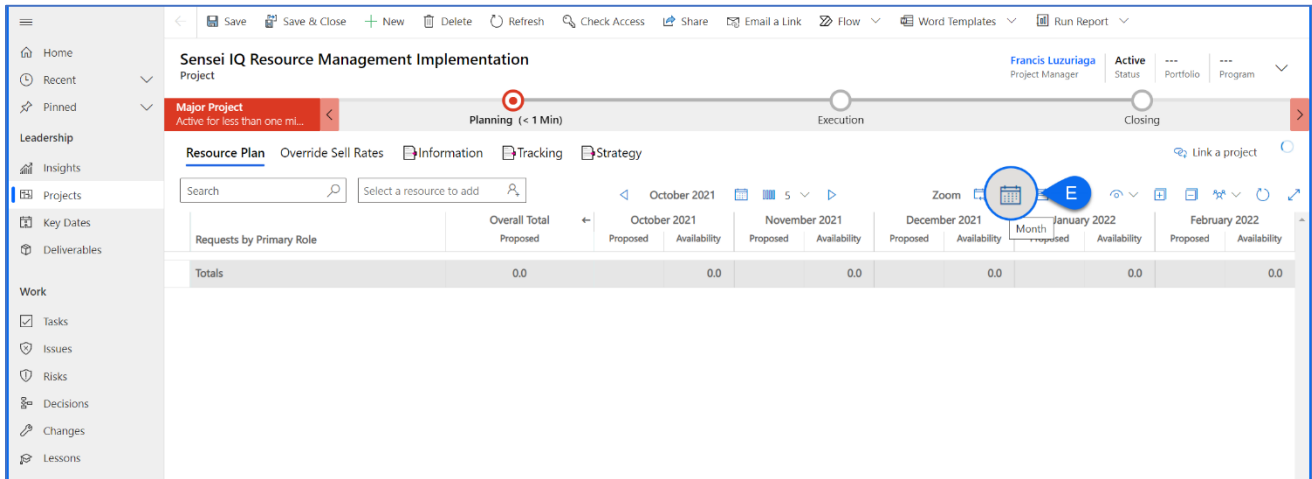 Save Save & Close New Delete Refresh Check Access Share Email a Link Flow Word Templates Run Report
Home
Recent
Pinned
Leadership
Insights
Projects
Key Dates
Deliverables
Work
Tasks
Issues
Risks
Decisions
Changes
Lessons
Sensei IQ Resource Management Implementation
Project
Francis Luzuriaga Active --- ---
Project Manager Status Portfolio Program
Major Project
Active for less than one mi...
Planning (< 1 Min) Execution Closing
Resource Plan Override Sell Rates Information Tracking Strategy Link a project
Search Select a resource to add October 2021 5 Zoom E
Overall Total October 2021 November 2021 December 2021 January 2022 February 2022
Month
Requests by Primary Role Proposed Proposed Availability Proposed Availability Proposed Availability Proposed Availability Proposed Availability
Totals 0.0 0.0 0.0 0.0 0.0 0.0